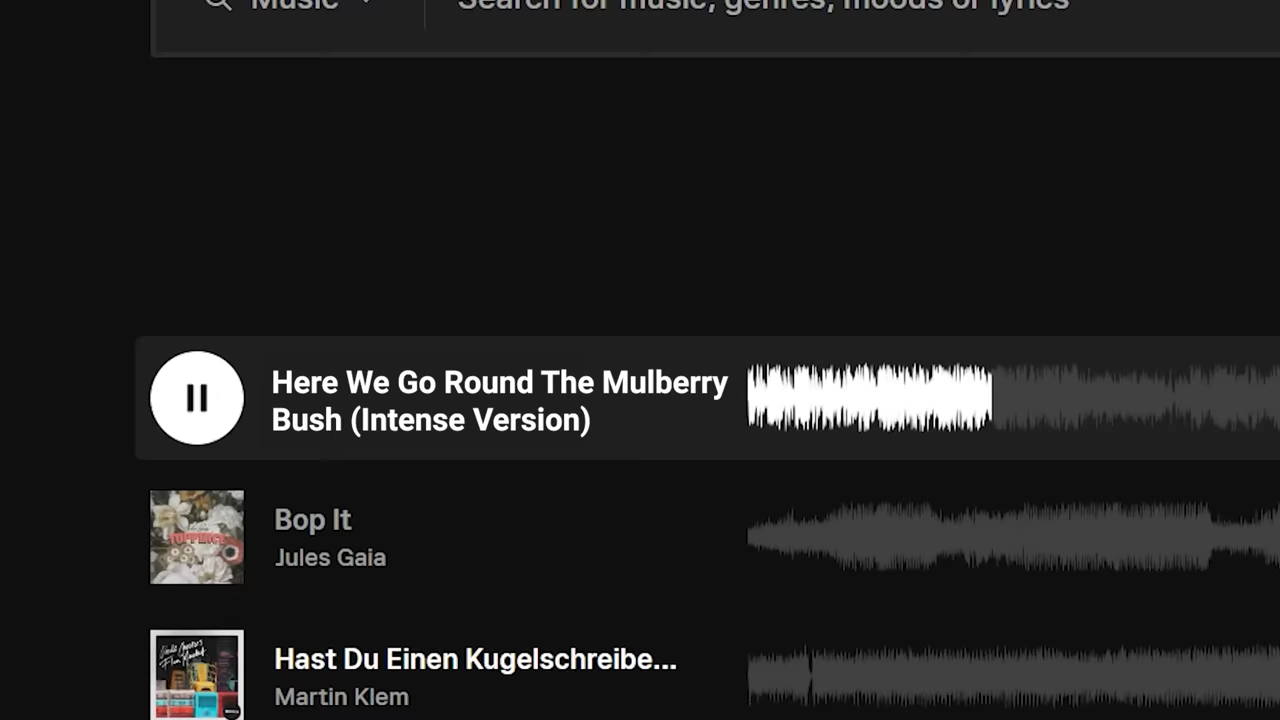 Music
Search for music, genres, moods or lyrics
Here We Go Round The Mulberry
Bush (Intense Version)
Bop It
Jules Gaia
Hast Du Einen Kugelschreibe...
Martin Klem